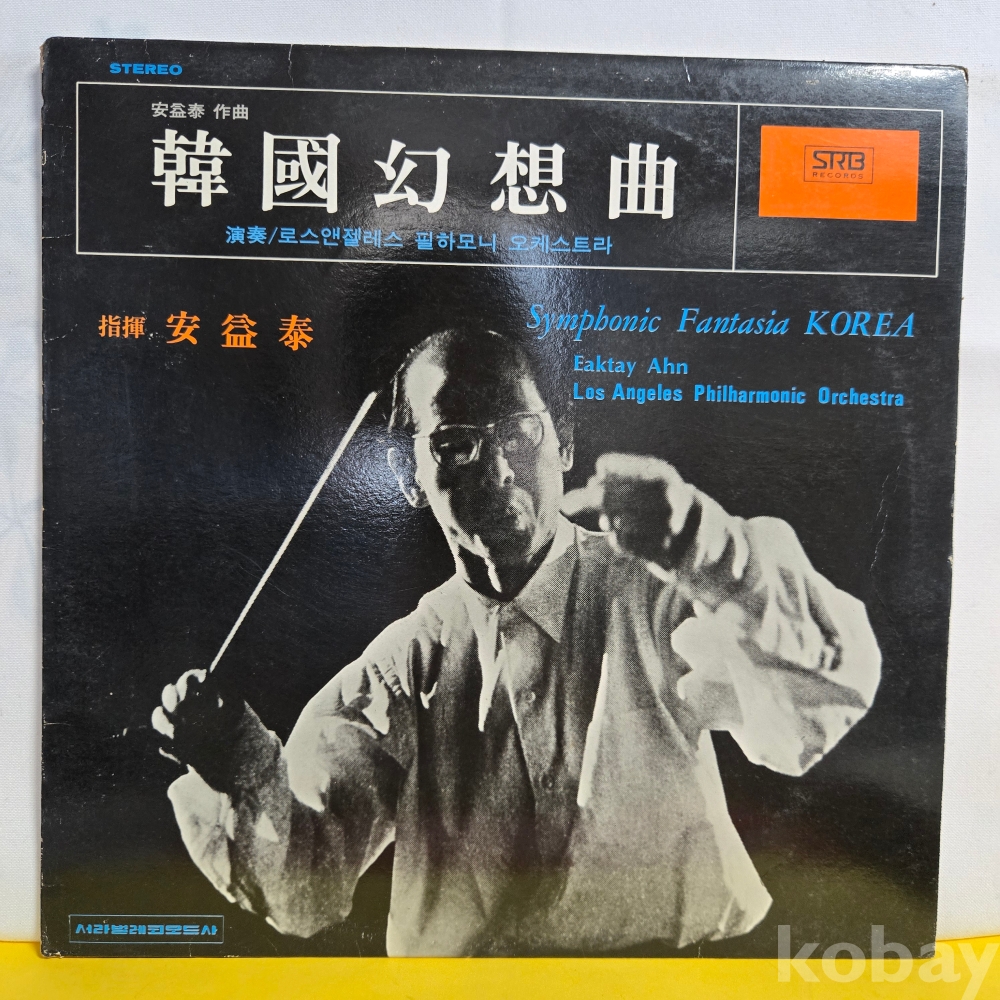 STEREO
安益泰 作曲
韓國幻想曲
演奏/로스앤젤레스 필하모니 오케스트라
SRB
RECORDS
指揮 安益泰
Symphonic Fantasia KOREA
Eaktay Ahn
Los Angeles Philharmonic Orchestra
서라벌레코오드사
kobay